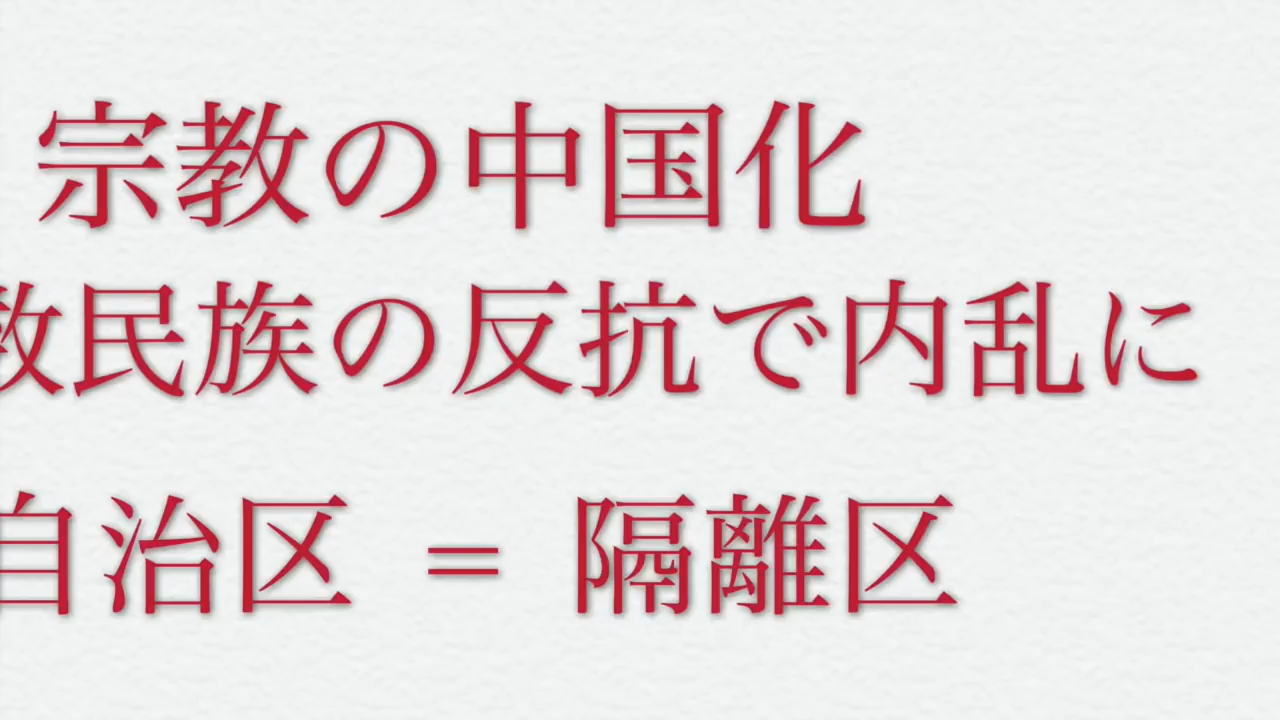 宗教の中国化
教民族の反抗で内乱に
自治区 = 隔離区